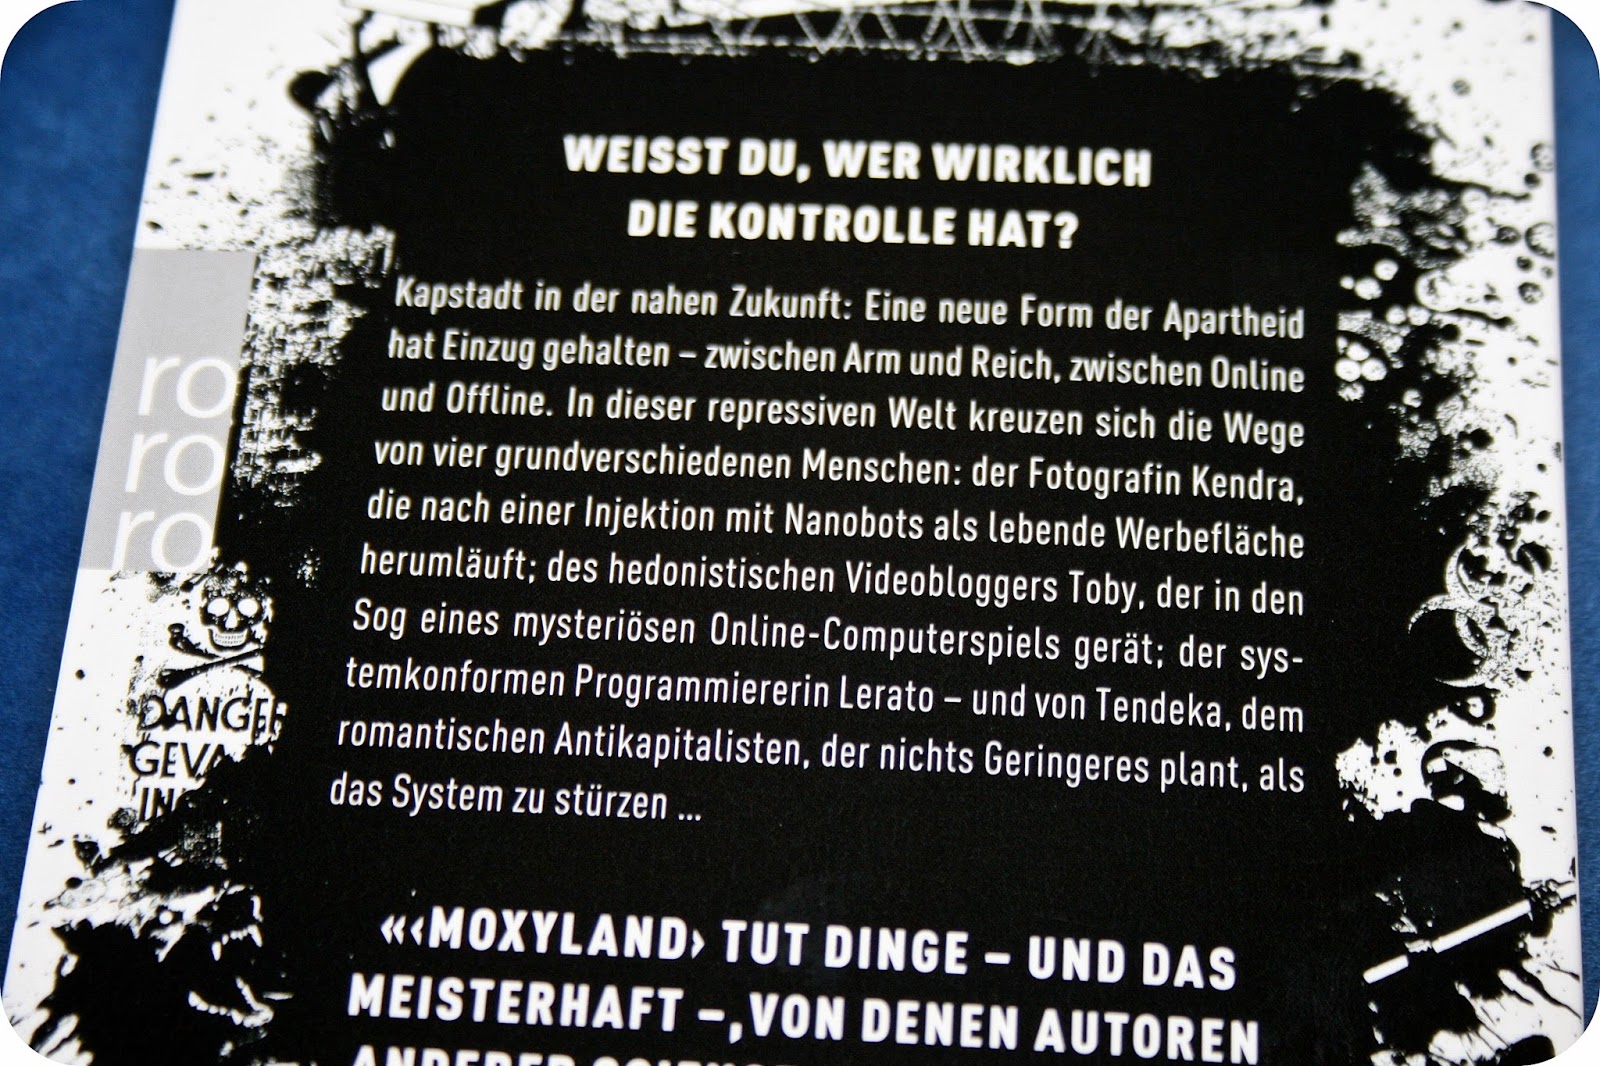 WEISST DU, WER WIRKLICH
DIE KONTROLLE HAT?
Kapstadt in der nahen Zukunft: Eine neue Form der Apartheid
hat Einzug gehalten – zwischen Arm und Reich, zwischen Online
und Offline. In dieser repressiven Welt kreuzen sich die Wege
von vier grundverschiedenen Menschen: der Fotografin Kendra,
die nach einer Injektion mit Nanobots als lebende Werbefläche
herumläuft; des hedonistischen Videobloggers Toby, der in den
Sog eines mysteriösen Online-Computerspiels gerät; der sys-
temkonformen Programmiererin Lerato – und von Tendeka, dem
romantischen Antikapitalisten, der nichts Geringeres plant, als
das System zu stürzen ...
«‹MOXYLAND› TUT DINGE – UND DAS
MEISTERHAFT –, VON DENEN AUTOREN
ANDERER
ro
ro
ro
DANGER